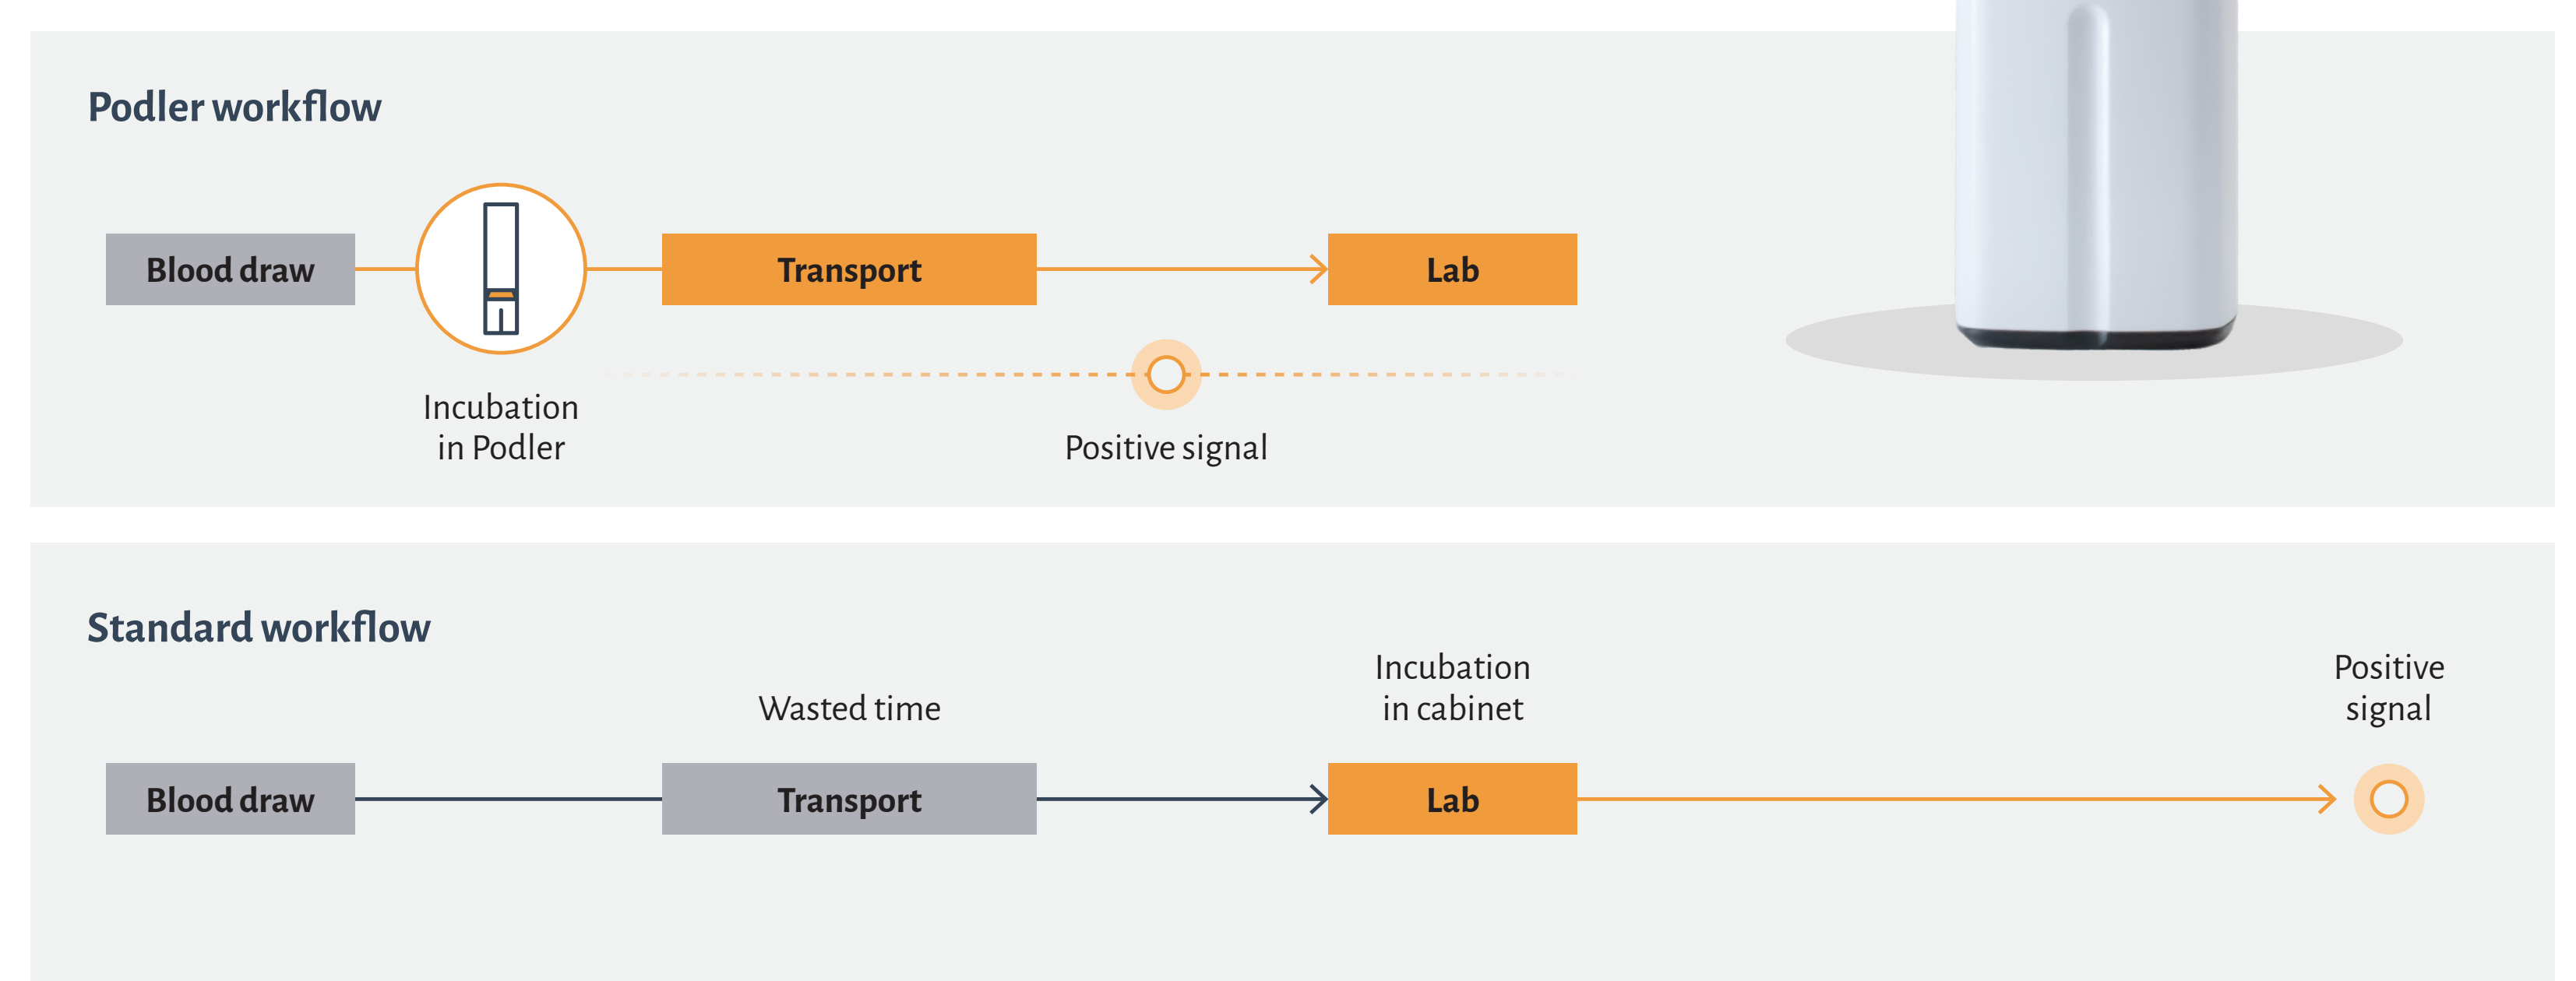 Podler workflow
Blood draw
Transport
Lab
Incubation
in Podler
Positive signal
Standard workflow
Wasted time
Incubation
in cabinet
Positive
signal
Blood draw
Transport
Lab